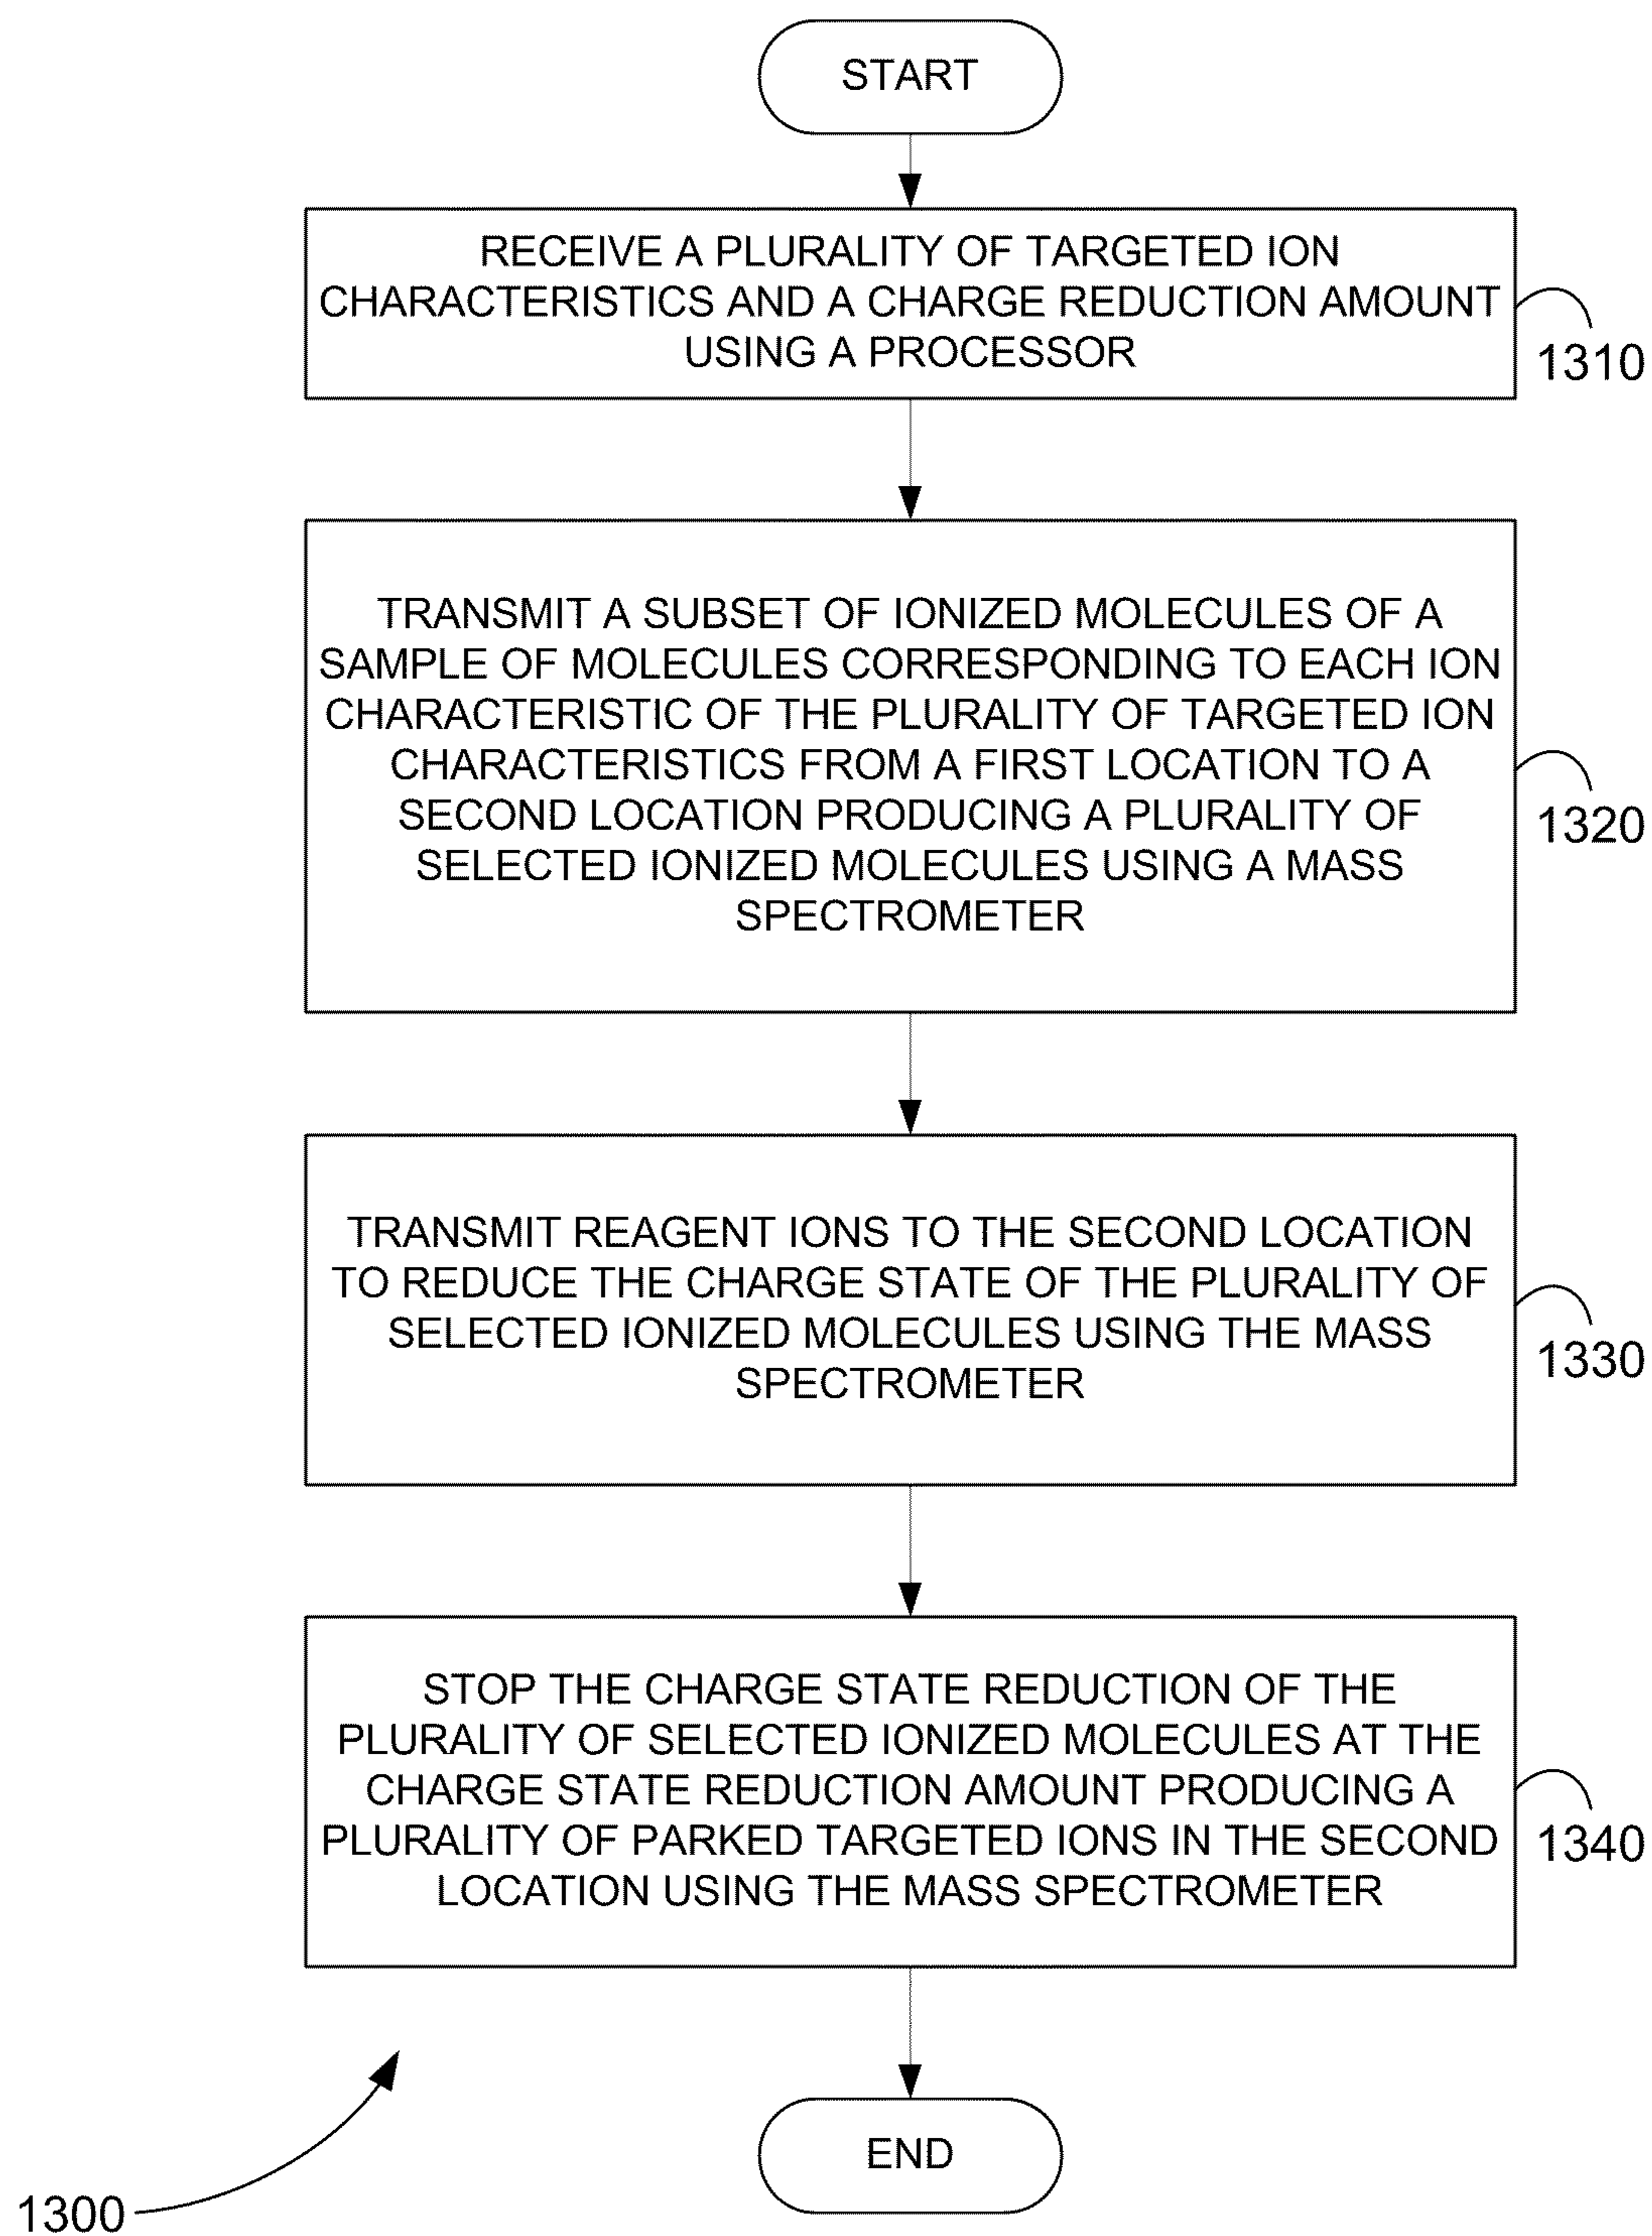 START
RECEIVE A PLURALITY OF TARGETED ION
CHARACTERISTICS AND A CHARGE REDUCTION AMOUNT
USING A PROCESSOR
1310
TRANSMIT A SUBSET OF IONIZED MOLECULES OF A
SAMPLE OF MOLECULES CORRESPONDING TO EACH ION
CHARACTERISTIC OF THE PLURALITY OF TARGETED ION
CHARACTERISTICS FROM A FIRST LOCATION TO A
SECOND LOCATION PRODUCING A PLURALITY OF
SELECTED IONIZED MOLECULES USING A MASS
SPECTROMETER
1320
TRANSMIT REAGENT IONS TO THE SECOND LOCATION
TO REDUCE THE CHARGE STATE OF THE PLURALITY OF
SELECTED IONIZED MOLECULES USING THE MASS
SPECTROMETER
1330
STOP THE CHARGE STATE REDUCTION OF THE
PLURALITY OF SELECTED IONIZED MOLECULES AT THE
CHARGE STATE REDUCTION AMOUNT PRODUCING A
PLURALITY OF PARKED TARGETED IONS IN THE SECOND
LOCATION USING THE MASS SPECTROMETER
1340
END
1300